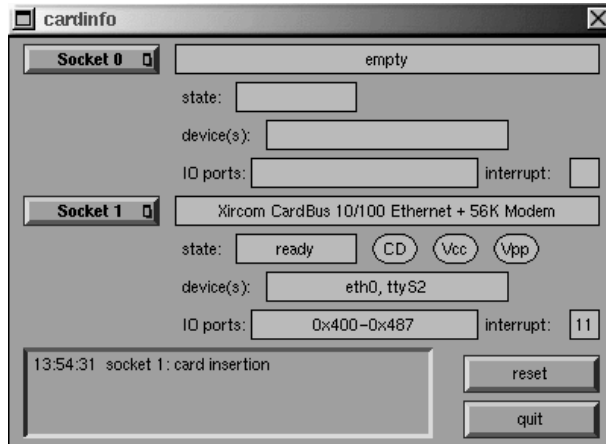 cardinfo
Socket 0 empty
state:
device(s):
IO ports: interrupt:
Socket 1 Xircom CardBus 10/100 Ethernet + 56K Modem
state: ready CD Vcc Vpp
device(s): eth0, ttyS2
IO ports: 0x400-0x487 interrupt: 11
13:54:31 socket 1: card insertion
reset
quit